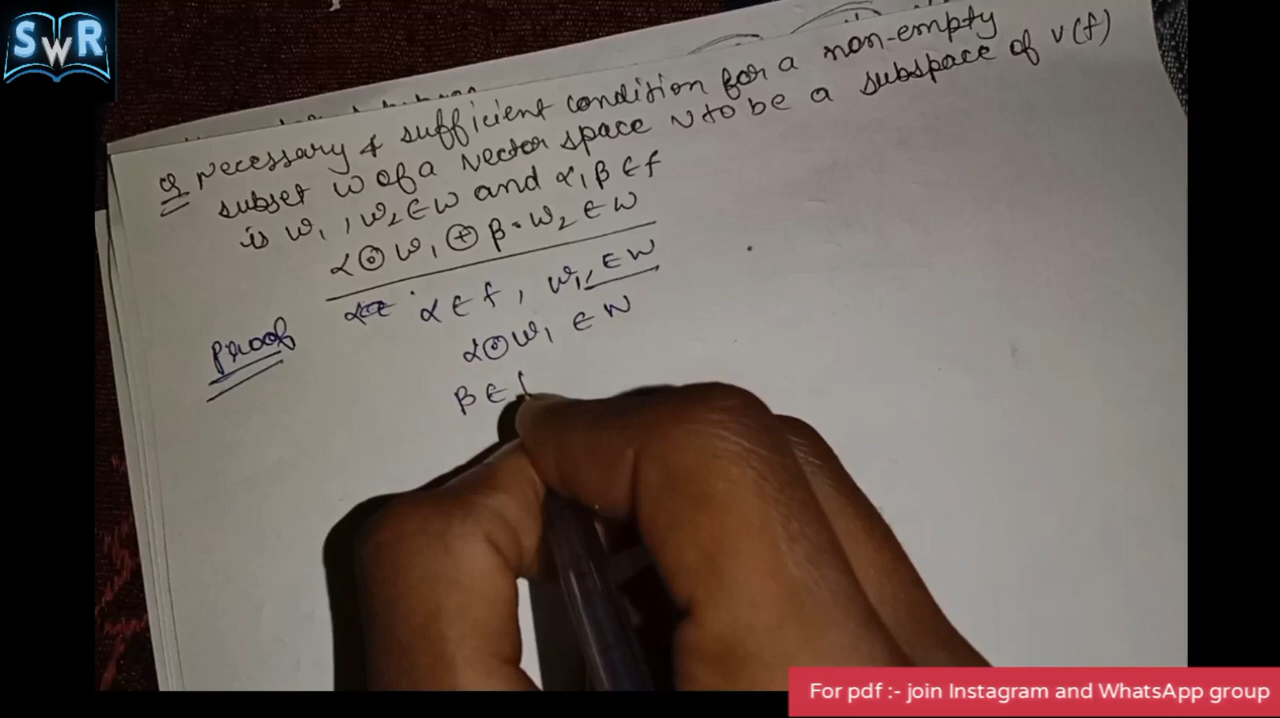 SWR
Q Necessary & sufficient condition for a non-empty
subset W of a vector space V to be a subspace of V(f)
is w₁, w₂ ∈ W and α, β ∈ f
α ⊙ w₁ ⊕ β · w₂ ∈ W
Proof α ∈ f, w₁ ∈ W
α ⊙ w₁ ∈ W
β ∈ f
For pdf :- join Instagram and WhatsApp group